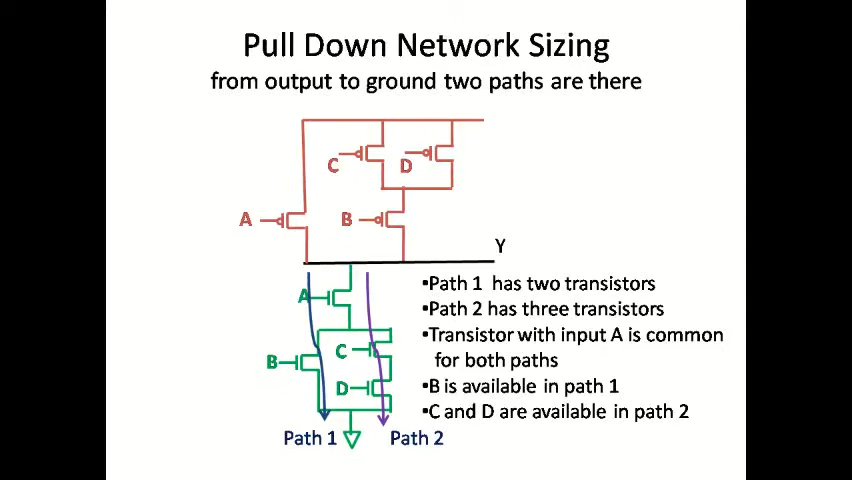 Pull Down Network Sizing
from output to ground two paths are there
C
D
A
B
Y
A
B
C
D
Path 1
Path 2
•Path 1 has two transistors
•Path 2 has three transistors
•Transistor with input A is common
for both paths
•B is available in path 1
•C and D are available in path 2